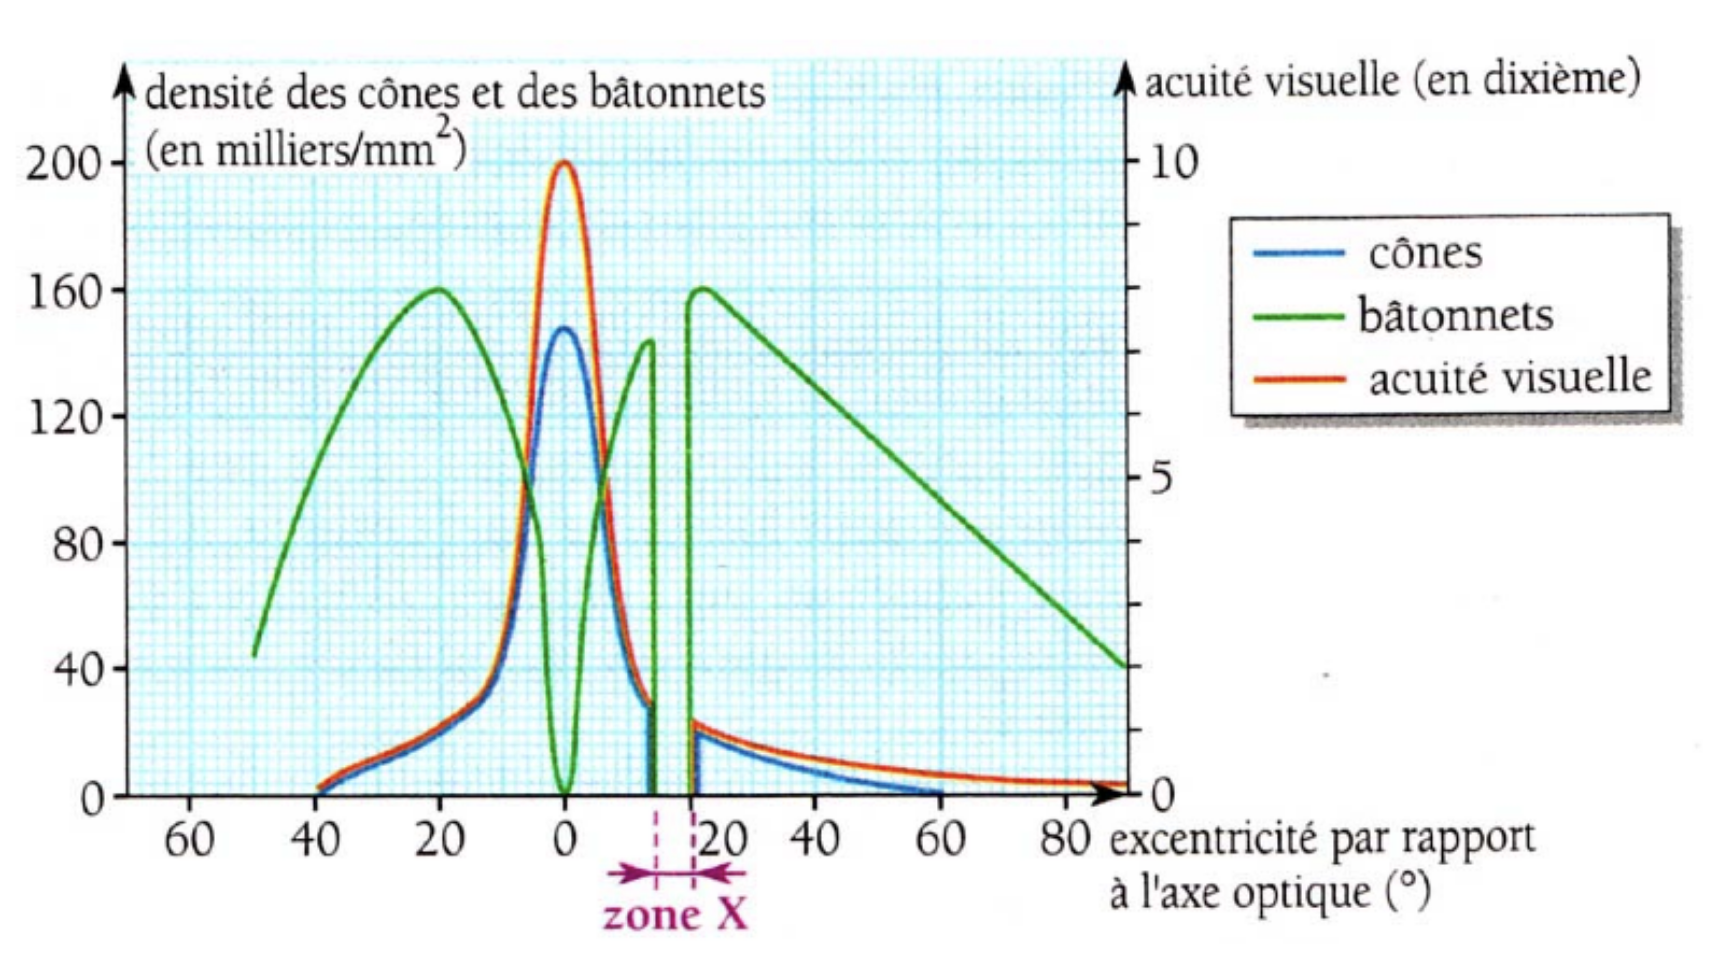 densité des cônes et des bâtonnets
(en milliers/mm²)
acuité visuelle (en dixième)
200
160
120
80
40
0
10
5
0
cônes
bâtonnets
acuité visuelle
60 40 20 0 20 40 60 80
excentricité par rapport
à l'axe optique (°)
zone X